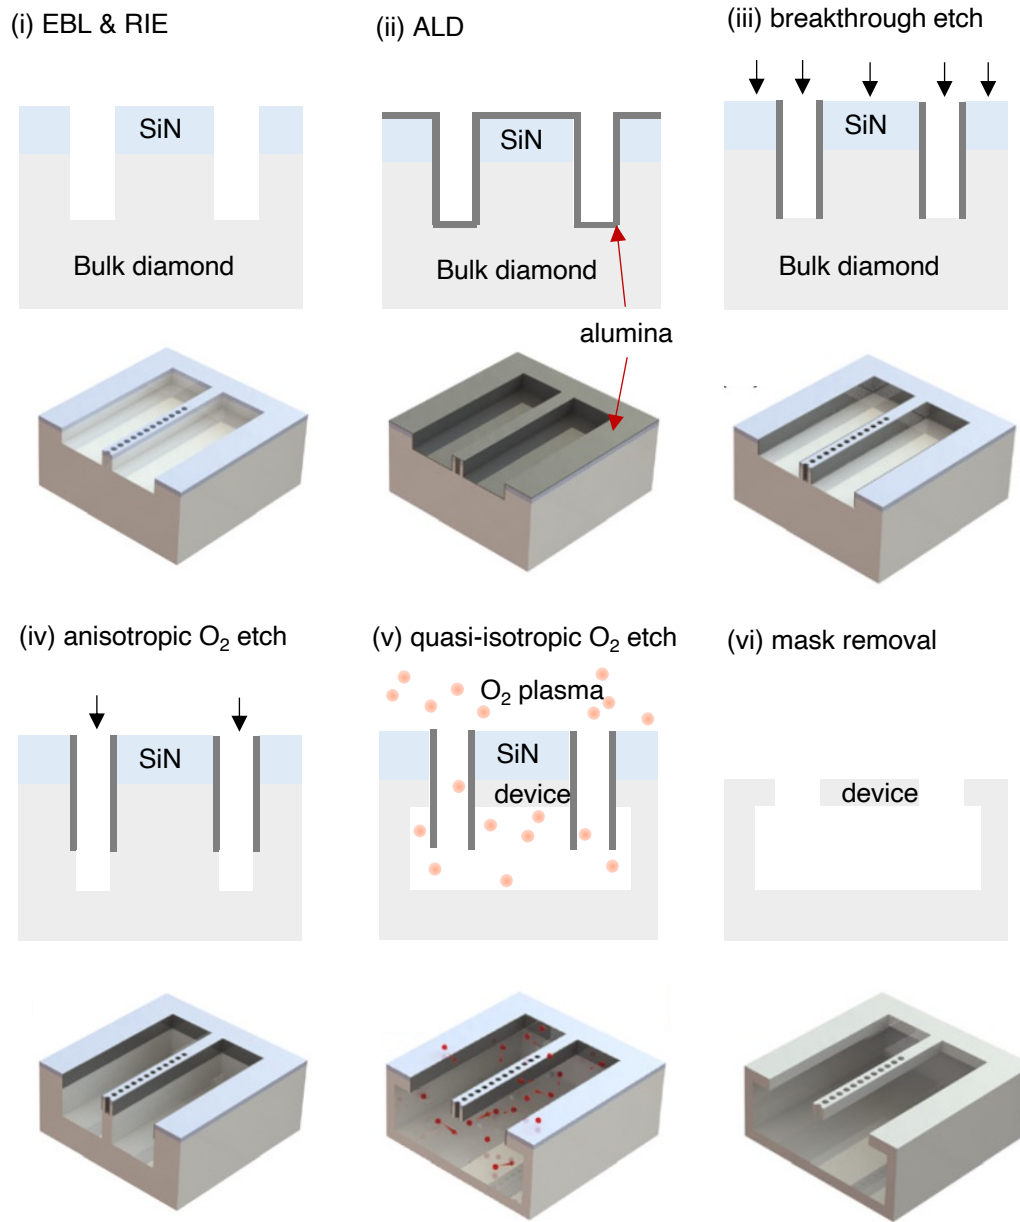 (i) EBL & RIE
(ii) ALD
(iii) breakthrough etch
SiN
SiN
SiN
Bulk diamond
Bulk diamond
Bulk diamond
alumina
(iv) anisotropic O₂ etch
(v) quasi-isotropic O₂ etch
(vi) mask removal
O₂ plasma
SiN
SiN
device
device